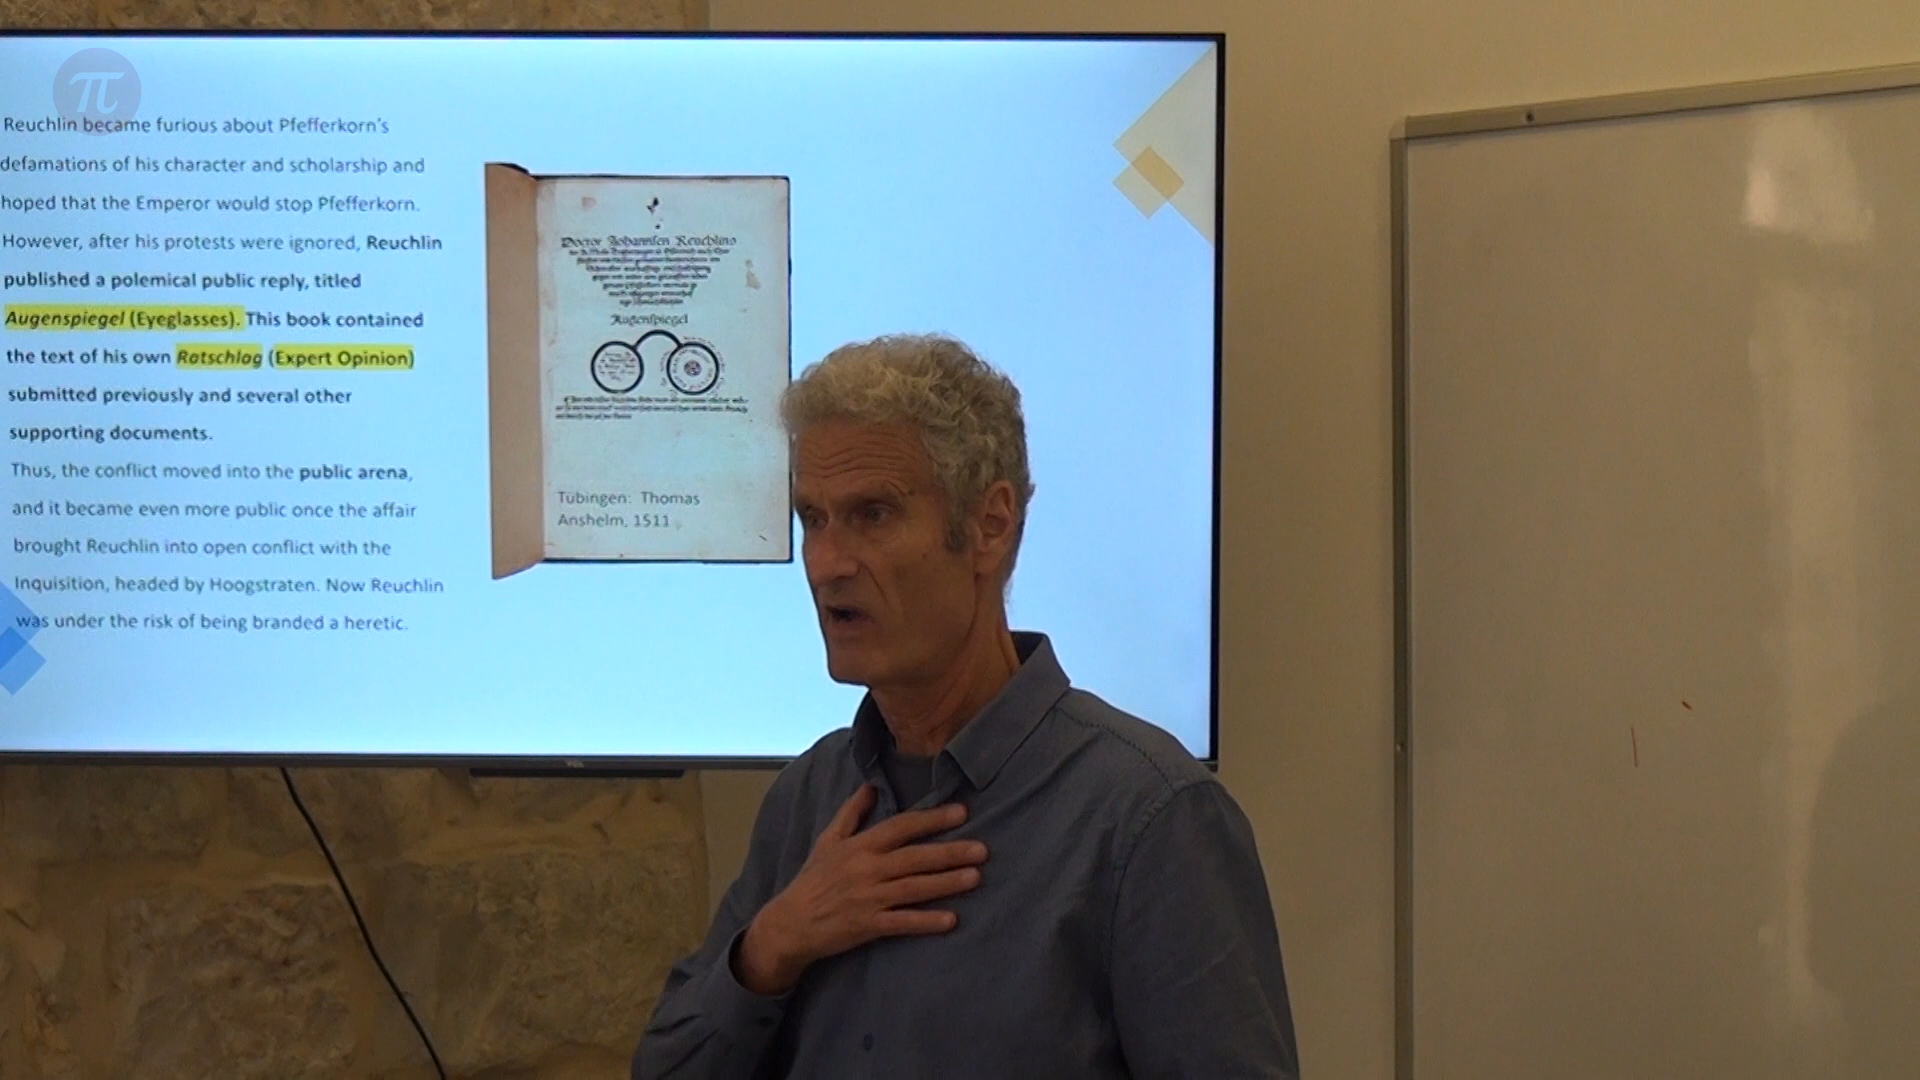 π
Reuchlin became furious about Pfefferkorn's
defamations of his character and scholarship and
hoped that the Emperor would stop Pfefferkorn.
However, after his protests were ignored, Reuchlin
published a polemical public reply, titled
Augenspiegel (Eyeglasses). This book contained
the text of his own Ratschlag (Expert Opinion)
submitted previously and several other
supporting documents.
Thus, the conflict moved into the public arena,
and it became even more public once the affair
brought Reuchlin into open conflict with the
Inquisition, headed by Hoogstraten. Now Reuchlin
was under the risk of being branded a heretic.
Doctor Johannsen Reuchlins
Augenspiegel
Tübingen: Thomas
Anshelm, 1511
TCL